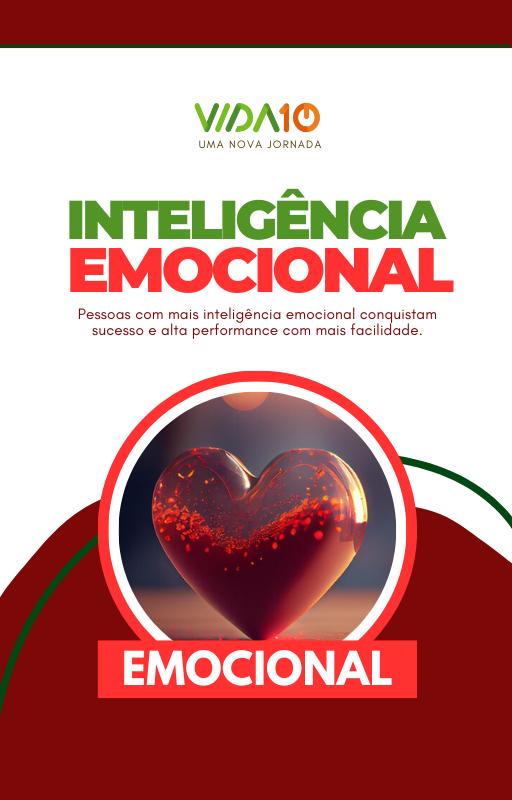 VIDA10
UMA NOVA JORNADA
INTELIGÊNCIA
EMOCIONAL
Pessoas com mais inteligência emocional conquistam
sucesso e alta performance com mais facilidade.
EMOCIONAL